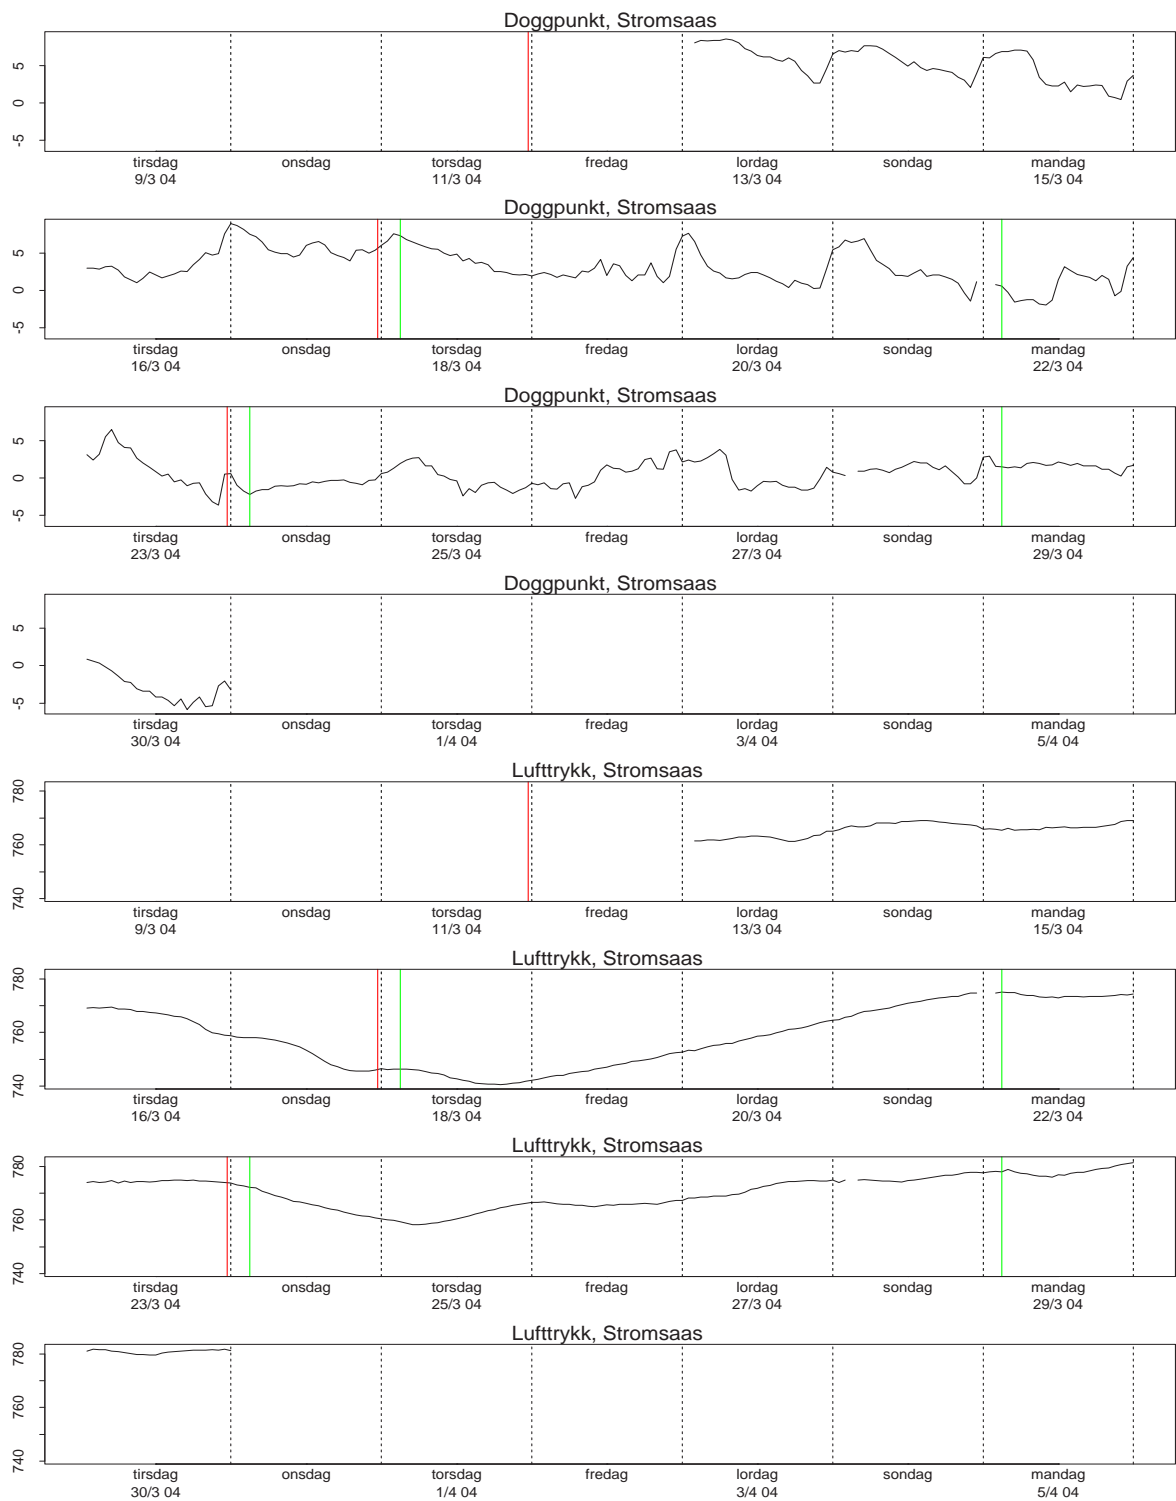 Doggpunkt, Stromsaas
5
0
-5
tirsdag onsdag torsdag fredag lordag sondag mandag
9/3 04 11/3 04 13/3 04 15/3 04
Doggpunkt, Stromsaas
5
0
-5
tirsdag onsdag torsdag fredag lordag sondag mandag
16/3 04 18/3 04 20/3 04 22/3 04
Doggpunkt, Stromsaas
5
0
-5
tirsdag onsdag torsdag fredag lordag sondag mandag
23/3 04 25/3 04 27/3 04 29/3 04
Doggpunkt, Stromsaas
5
0
-5
tirsdag onsdag torsdag fredag lordag sondag mandag
30/3 04 1/4 04 3/4 04 5/4 04
Lufttrykk, Stromsaas
780
760
740
tirsdag onsdag torsdag fredag lordag sondag mandag
9/3 04 11/3 04 13/3 04 15/3 04
Lufttrykk, Stromsaas
780
760
740
tirsdag onsdag torsdag fredag lordag sondag mandag
16/3 04 18/3 04 20/3 04 22/3 04
Lufttrykk, Stromsaas
780
760
740
tirsdag onsdag torsdag fredag lordag sondag mandag
23/3 04 25/3 04 27/3 04 29/3 04
Lufttrykk, Stromsaas
780
760
740
tirsdag onsdag torsdag fredag lordag sondag mandag
30/3 04 1/4 04 3/4 04 5/4 04